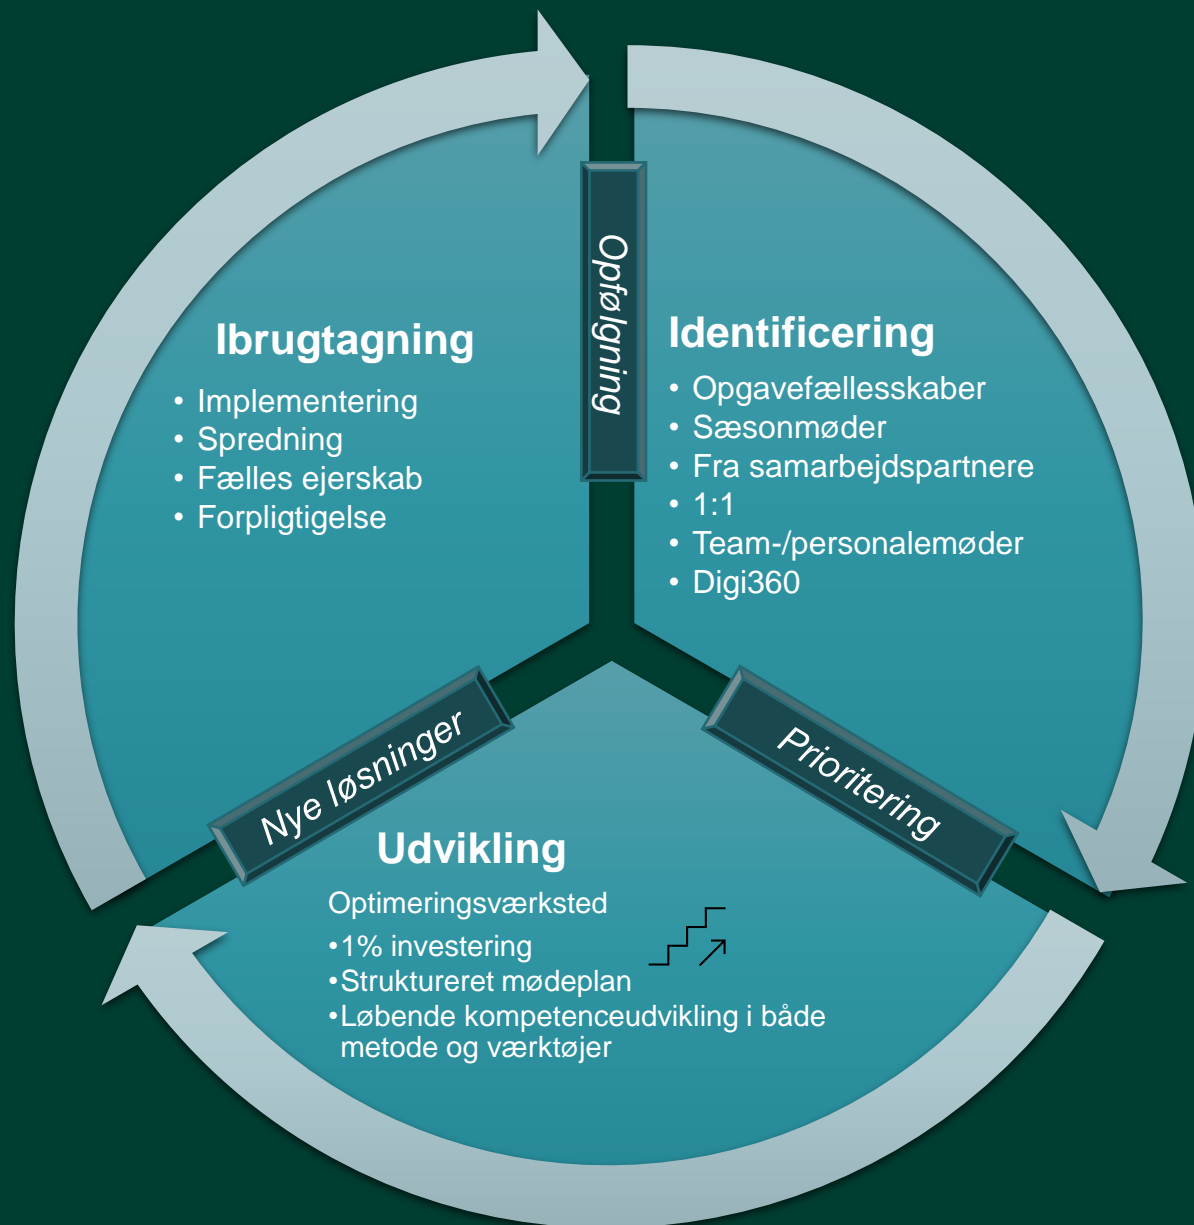 Ibrugtagning
• Implementering
• Spredning
• Fælles ejerskab
• Forpligtigelse
Opfølgning
Identificering
• Opgavefællesskaber
• Sæsonmøder
• Fra samarbejdspartnere
• 1:1
• Team-/personalemøder
• Digi360
Prioritering
Nye løsninger
Udvikling
Optimeringsværksted
•1% investering
•Struktureret mødeplan
•Løbende kompetenceudvikling i både
metode og værktøjer